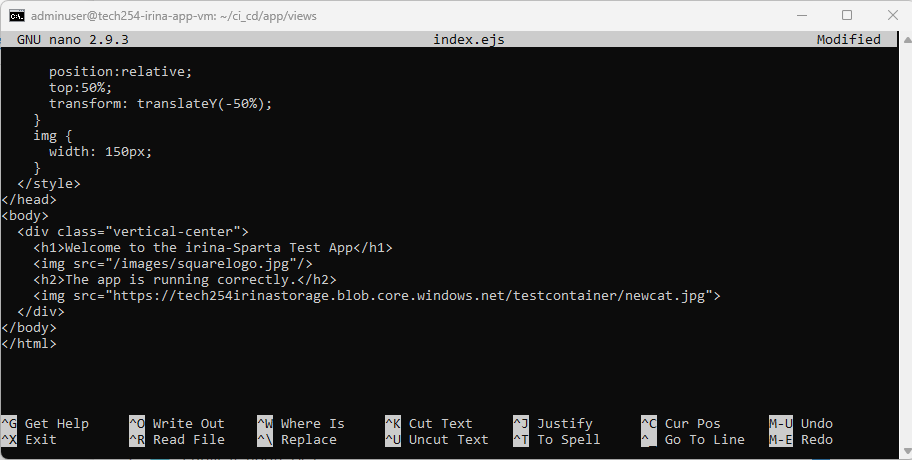 adminuser@tech254-irina-app-vm: ~/ci_cd/app/views
GNU nano 2.9.3 index.ejs Modified
position:relative;
top:50%;
transform: translateY(-50%);
}
img {
width: 150px;
}
</style>
</head>
<body>
<div class="vertical-center">
<h1>Welcome to the irina-Sparta Test App</h1>
<img src="/images/squarelogo.jpg"/>
<h2>The app is running correctly.</h2>
<img src="https://tech254irinastorage.blob.core.windows.net/testcontainer/newcat.jpg">
</div>
</body>
</html>
^G Get Help ^O Write Out ^W Where Is ^K Cut Text ^J Justify ^C Cur Pos M-U Undo
^X Exit ^R Read File ^\ Replace ^U Uncut Text ^T To Spell ^_ Go To Line M-E Redo